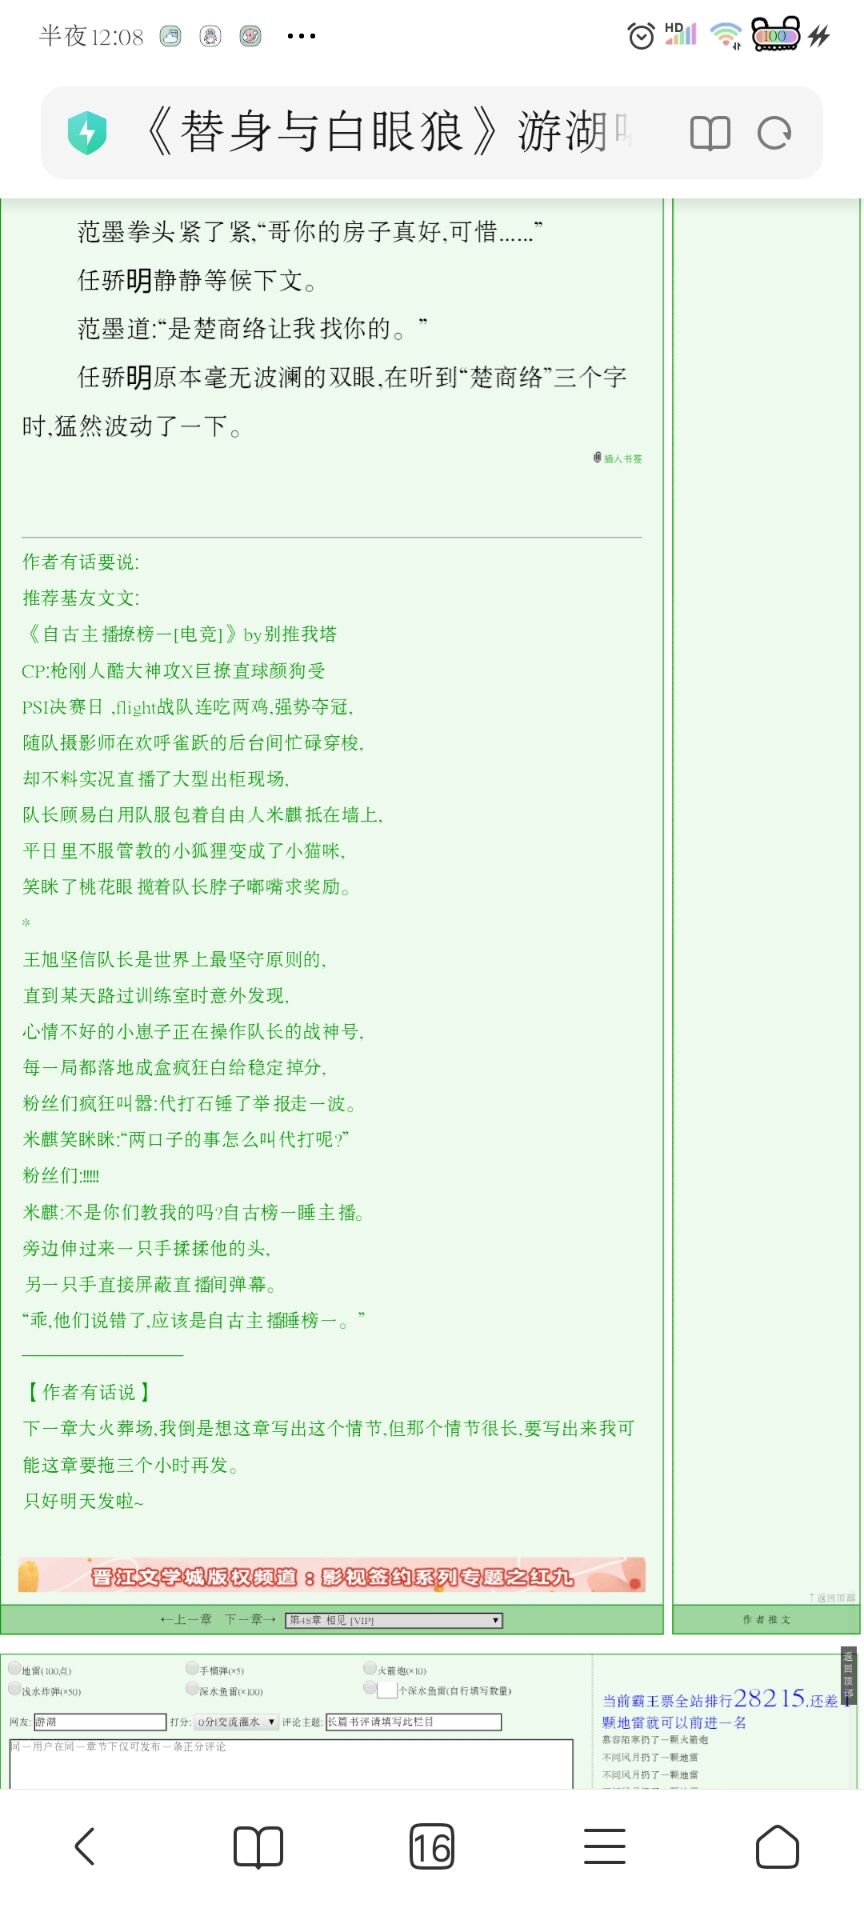 半夜12:08
HD
100
《替身与白眼狼》游湖
范墨拳头紧了紧,“哥你的房子真好,可惜......”
任骄明静静等候下文。
范墨道:“是楚商络让我找你的。”
任骄明原本毫无波澜的双眼,在听到“楚商络”三个字
时,猛然波动了一下。
插入书签
作者有话要说:
推荐基友文文:
《自古主播撩榜一[电竞]》by别推我塔
CP:枪刚人酷大神攻X巨撩直球颜狗受
PSI决赛日 ,flight战队连吃两鸡,强势夺冠,
随队摄影师在欢呼雀跃的后台间忙碌穿梭,
却不料实况直播了大型出柜现场,
队长顾易白用队服包着自由人米麒抵在墙上,
平日里不服管教的小狐狸变成了小猫咪,
笑眯了桃花眼揽着队长脖子嘟嘴求奖励。
*
王旭坚信队长是世界上最坚守原则的,
直到某天路过训练室时意外发现,
心情不好的小崽子正在操作队长的战神号,
每一局都落地成盒疯狂白给稳定掉分,
粉丝们疯狂叫嚣:代打石锤了举报走一波。
米麒笑眯眯:“两口子的事怎么叫代打呢?”
粉丝们:!!!!!
米麒:不是你们教我的吗?自古榜一睡主播。
旁边伸过来一只手揉揉他的头,
另一只手直接屏蔽直播间弹幕。
“乖,他们说错了,应该是自古主播睡榜一。”
————————
【作者有话说】
下一章大火葬场,我倒是想这章写出这个情节,但那个情节很长,要写出来我可
能这章要拖三个小时再发。
只好明天发啦~
晋江文学城版权频道：影视签约系列专题之红九
↑返回顶部
←上一章 下一章→ 第48章 相见 [VIP]
作者推文
返回顶部
地雷(100点) 手榴弹(×5) 火箭炮(×10)
浅水炸弹(×50) 深水鱼雷(×100) 个深水鱼雷(自行填写数量)
网友: 游湖 打分: 0分|交流灌水 评论主题: 长篇书评请填写此栏目
同一用户在同一章节下仅可发布一条正分评论
当前霸王票全站排行28215,还差1
颗地雷就可以前进一名
慕容陌寒扔了一颗火箭炮
不问风月扔了一颗地雷
不问风月扔了一颗地雷
16